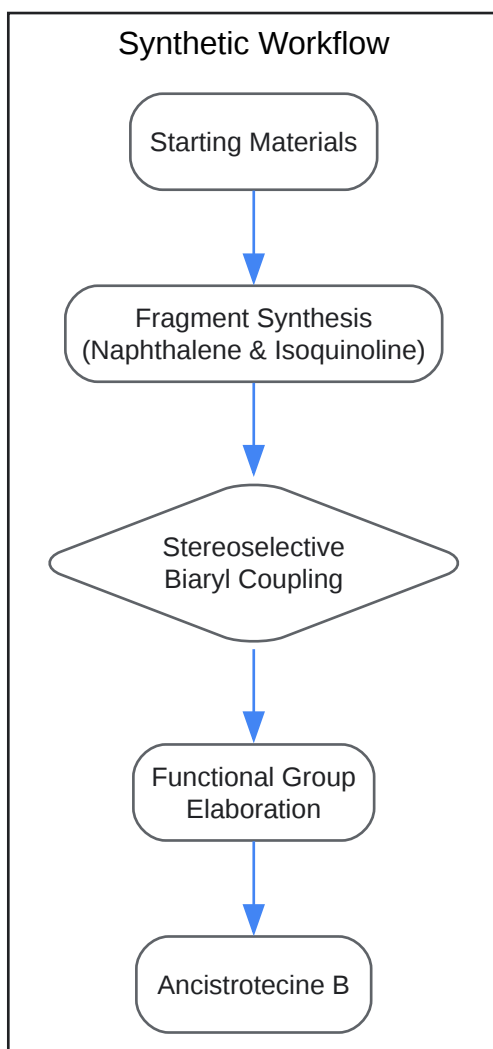 Synthetic Workflow
Starting Materials
Fragment Synthesis
(Naphthalene & Isoquinoline)
Stereoselective
Biaryl Coupling
Functional Group
Elaboration
Ancistrotecine B